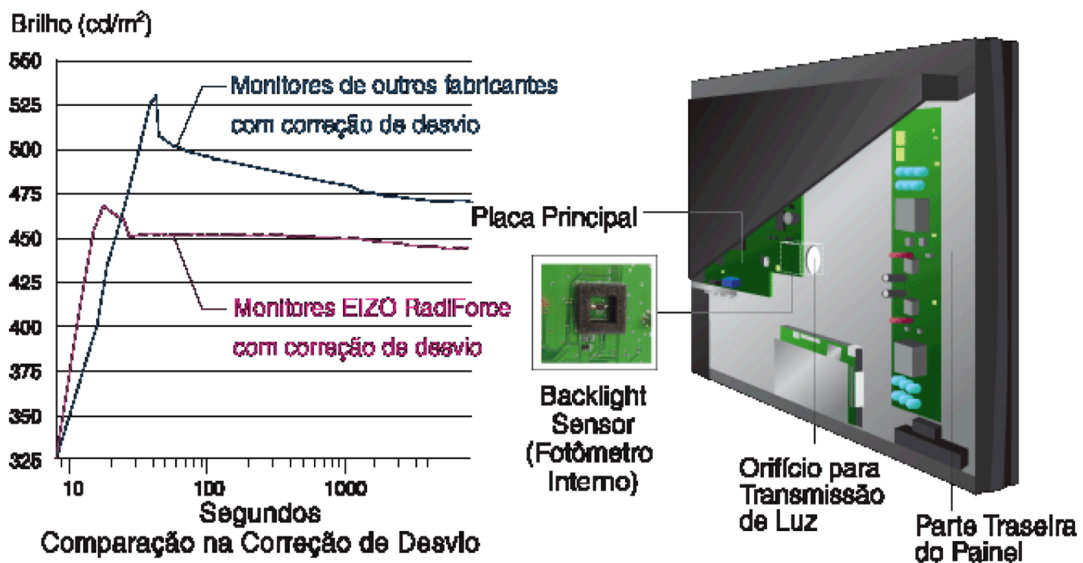 Brilho (cd/m²)
550
525
500
475
450
425
400
375
350
325
Monitores de outros fabricantes
com correção de desvio
Monitores EIZO RadiForce
com correção de desvio
10
100
1000
Segundos
Comparação na Correção de Desvio
Placa Principal
Backlight
Sensor
(Fotômetro
Interno)
Orifício para
Transmissão
de Luz
Parte Traseira
do Painel